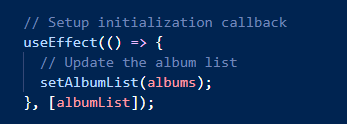 // Setup initialization callback
useEffect(() => {
// Update the album list
setAlbumList(albums);
}, [albumList]);